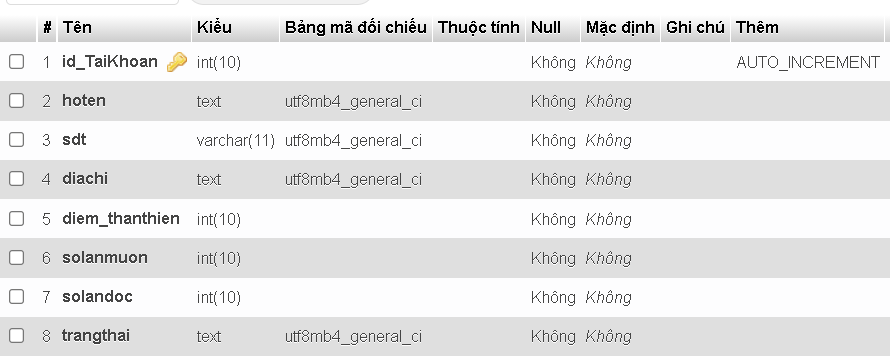 # Tên Kiểu Bảng mã đối chiếu Thuộc tính Null Mặc định Ghi chú Thêm
1 id_TaiKhoan int(10) Không Không AUTO_INCREMENT
2 hoten text utf8mb4_general_ci Không Không
3 sdt varchar(11) utf8mb4_general_ci Không Không
4 diachi text utf8mb4_general_ci Không Không
5 diem_thanthien int(10) Không Không
6 solanmuon int(10) Không Không
7 solandoc int(10) Không Không
8 trangthai text utf8mb4_general_ci Không Không